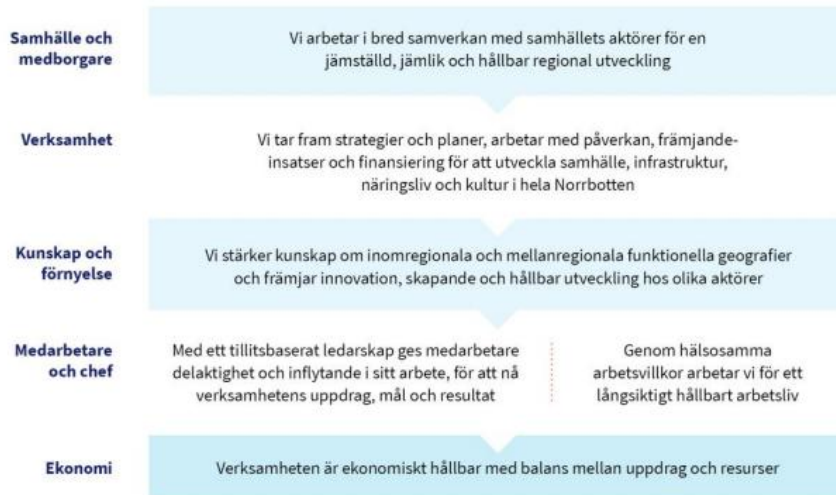 Samhälle och
medborgare
Vi arbetar i bred samverkan med samhällets aktörer för en
jämställd, jämlik och hållbar regional utveckling
Verksamhet
Vi tar fram strategier och planer, arbetar med påverkan, främjande-
insatser och finansiering för att utveckla samhälle, infrastruktur,
näringsliv och kultur i hela Norrbotten
Kunskap och
förnyelse
Vi stärker kunskap om inomregionala och mellanregionala funktionella geografier
och främjar innovation, skapande och hållbar utveckling hos olika aktörer
Medarbetare
och chef
Med ett tillitsbaserat ledarskap ges medarbetare
delaktighet och inflytande i sitt arbete, för att nå
verksamhetens uppdrag, mål och resultat
Genom hälsosamma
arbetsvillkor arbetar vi för ett
långsiktigt hållbart arbetsliv
Ekonomi
Verksamheten är ekonomiskt hållbar med balans mellan uppdrag och resurser